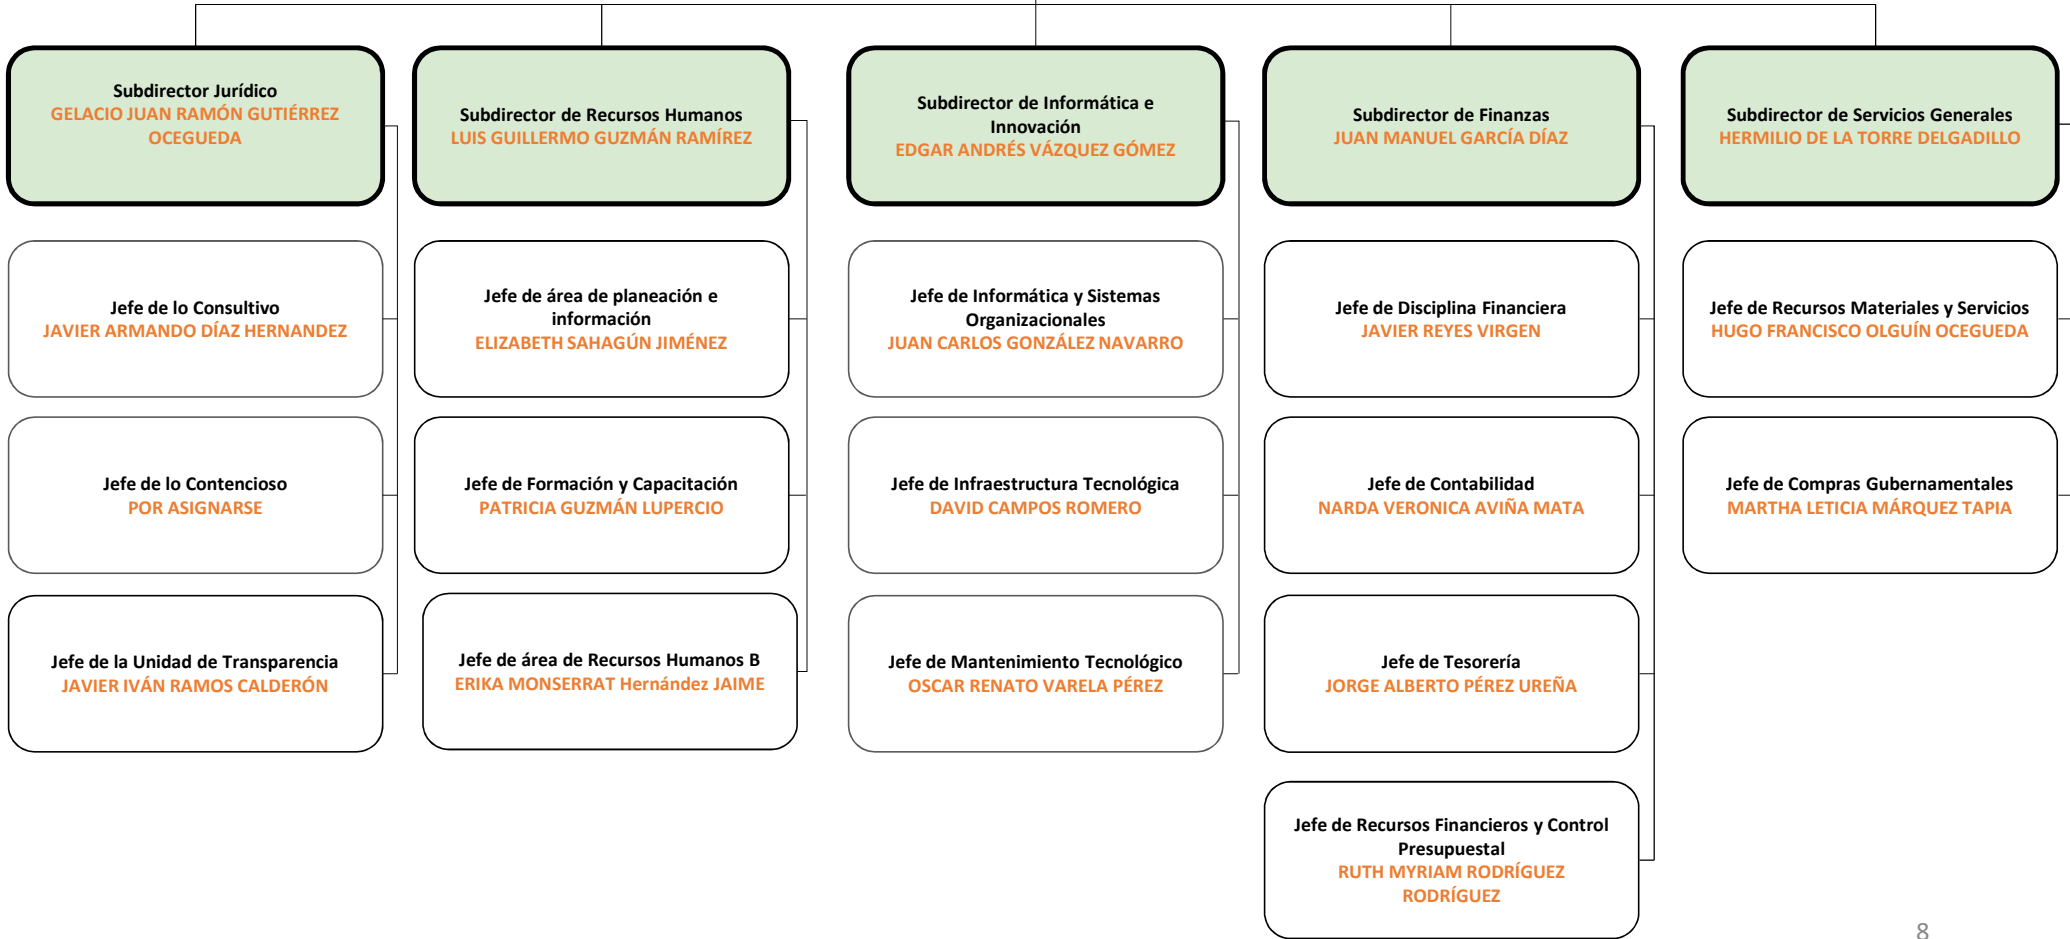 Subdirector Jurídico
GELACIO JUAN RAMÓN GUTIÉRREZ
OCEGUEDA
Subdirector de Recursos Humanos
LUIS GUILLERMO GUZMÁN RAMÍREZ
Subdirector de Informática e
Innovación
EDGAR ANDRÉS VÁZQUEZ GÓMEZ
Subdirector de Finanzas
JUAN MANUEL GARCÍA DÍAZ
Subdirector de Servicios Generales
HERMILIO DE LA TORRE DELGADILLO
Jefe de lo Consultivo
JAVIER ARMANDO DÍAZ HERNANDEZ
Jefe de área de planeación e
información
ELIZABETH SAHAGÚN JIMÉNEZ
Jefe de Informática y Sistemas
Organizacionales
JUAN CARLOS GONZÁLEZ NAVARRO
Jefe de Disciplina Financiera
JAVIER REYES VIRGEN
Jefe de Recursos Materiales y Servicios
HUGO FRANCISCO OLGUÍN OCEGUEDA
Jefe de lo Contencioso
POR ASIGNARSE
Jefe de Formación y Capacitación
PATRICIA GUZMÁN LUPERCIO
Jefe de Infraestructura Tecnológica
DAVID CAMPOS ROMERO
Jefe de Contabilidad
NARDA VERONICA AVIÑA MATA
Jefe de Compras Gubernamentales
MARTHA LETICIA MÁRQUEZ TAPIA
Jefe de la Unidad de Transparencia
JAVIER IVÁN RAMOS CALDERÓN
Jefe de área de Recursos Humanos B
ERIKA MONSERRAT Hernández JAIME
Jefe de Mantenimiento Tecnológico
OSCAR RENATO VARELA PÉREZ
Jefe de Tesorería
JORGE ALBERTO PÉREZ UREÑA
Jefe de Recursos Financieros y Control
Presupuestal
RUTH MYRIAM RODRÍGUEZ
RODRÍGUEZ
8